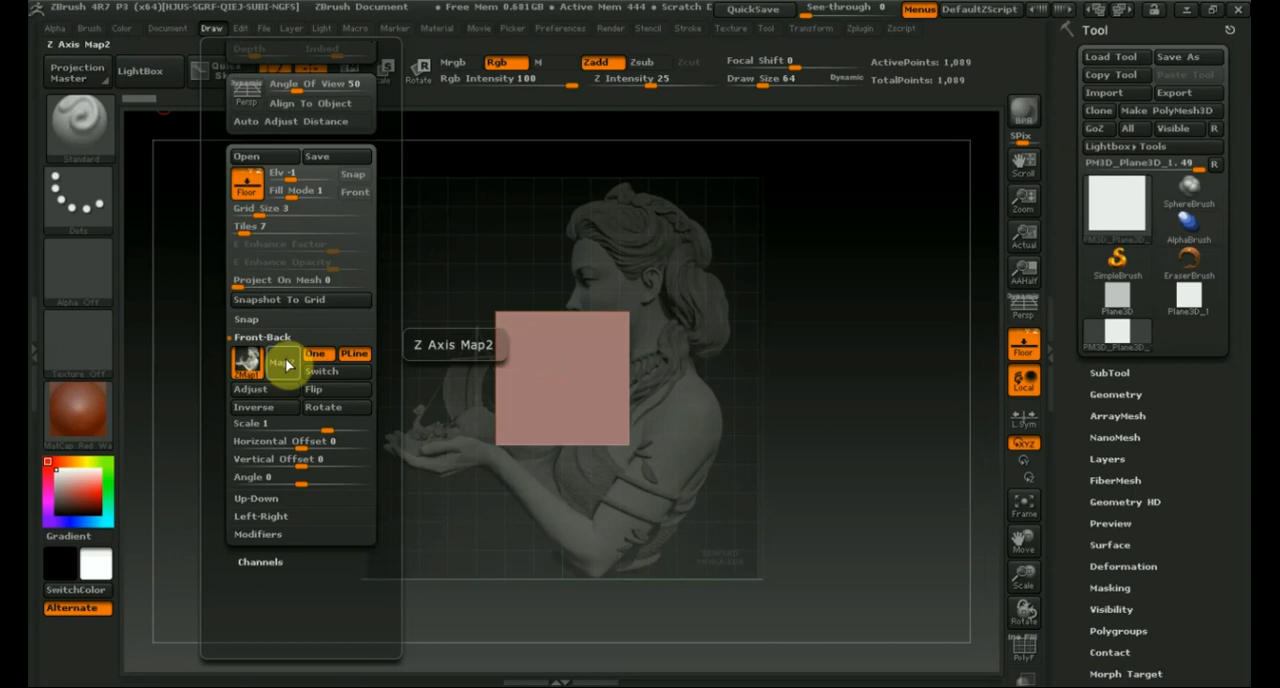 ZBrush 4R7 P3 (x64)[HJUS-SGRF-QIEJ-SUBI-NGFS] ZBrush Document • Free Mem 0.681GB • Active Mem 444 • Scratch D QuickSave See-through 0 Menus DefaultZScript
Alpha Brush Color Document Draw Edit File Layer Light Macro Marker Material Movie Picker Preferences Render Stencil Stroke Texture Tool Transform Zplugin Zscript
Z Axis Map2
Projection Master
LightBox
Quick
Rotate
Mrgb Rgb M
Rgb Intensity 100
Zadd Zsub Zcut
Z Intensity 25
Focal Shift 0
Draw Size 64 Dynamic
ActivePoints: 1,089
TotalPoints: 1,089
Standard
Dots
Alpha Off
Texture Off
MatCap Red Wa
Gradient
SwitchColor
Alternate
Depth Imbed
Dynamic
Persp
Angle Of View 50
Align To Object
Auto Adjust Distance
Open Save
Floor
Elv -1 Snap
Fill Mode 1 Front
Grid Size 3
Tiles 7
E Enhance Factor
E Enhance Opacity
Project On Mesh 0
Snapshot To Grid
Snap
Front-Back
ZMap1
One PLine
Switch
Adjust Flip
Inverse Rotate
Scale 1
Horizontal Offset 0
Vertical Offset 0
Angle 0
Up-Down
Left-Right
Modifiers
Channels
Z Axis Map2
BPR
SPix
Scroll
Zoom
Actual
AAHalf
Dynamic
Persp
Floor
Local
L.Sym
XYZ
Frame
Move
Scale
Rotate
PolyF
Tool
Load Tool Save As
Copy Tool Paste Tool
Import Export
Clone Make PolyMesh3D
GoZ All Visible R
Lightbox▸Tools
PM3D_Plane3D_1. 49 R
PM3D_Plane3D_
SphereBrush
AlphaBrush
SimpleBrush
EraserBrush
Plane3D
Plane3D_1
PM3D_Plane3D_
SubTool
Geometry
ArrayMesh
NanoMesh
Layers
FiberMesh
Geometry HD
Preview
Surface
Deformation
Masking
Visibility
Polygroups
Contact
Morph Target